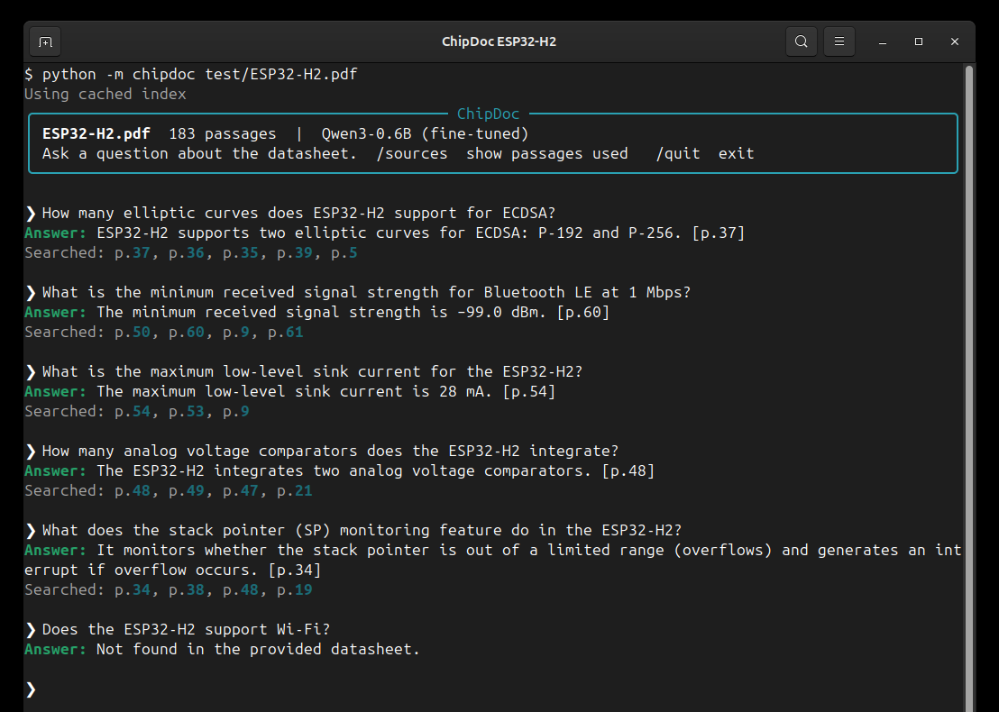 ChipDoc ESP32-H2
$ python -m chipdoc test/ESP32-H2.pdf
Using cached index
ChipDoc
ESP32-H2.pdf  183 passages  |  Qwen3-0.6B (fine-tuned)
Ask a question about the datasheet.  /sources  show passages used   /quit  exit
❯ How many elliptic curves does ESP32-H2 support for ECDSA?
Answer: ESP32-H2 supports two elliptic curves for ECDSA: P-192 and P-256. [p.37]
Searched: p.37, p.36, p.35, p.39, p.5
❯ What is the minimum received signal strength for Bluetooth LE at 1 Mbps?
Answer: The minimum received signal strength is −99.0 dBm. [p.60]
Searched: p.50, p.60, p.9, p.61
❯ What is the maximum low-level sink current for the ESP32-H2?
Answer: The maximum low-level sink current is 28 mA. [p.54]
Searched: p.54, p.53, p.9
❯ How many analog voltage comparators does the ESP32-H2 integrate?
Answer: The ESP32-H2 integrates two analog voltage comparators. [p.48]
Searched: p.48, p.49, p.47, p.21
❯ What does the stack pointer (SP) monitoring feature do in the ESP32-H2?
Answer: It monitors whether the stack pointer is out of a limited range (overflows) and generates an int
errupt if overflow occurs. [p.34]
Searched: p.34, p.38, p.48, p.19
❯ Does the ESP32-H2 support Wi-Fi?
Answer: Not found in the provided datasheet.
❯